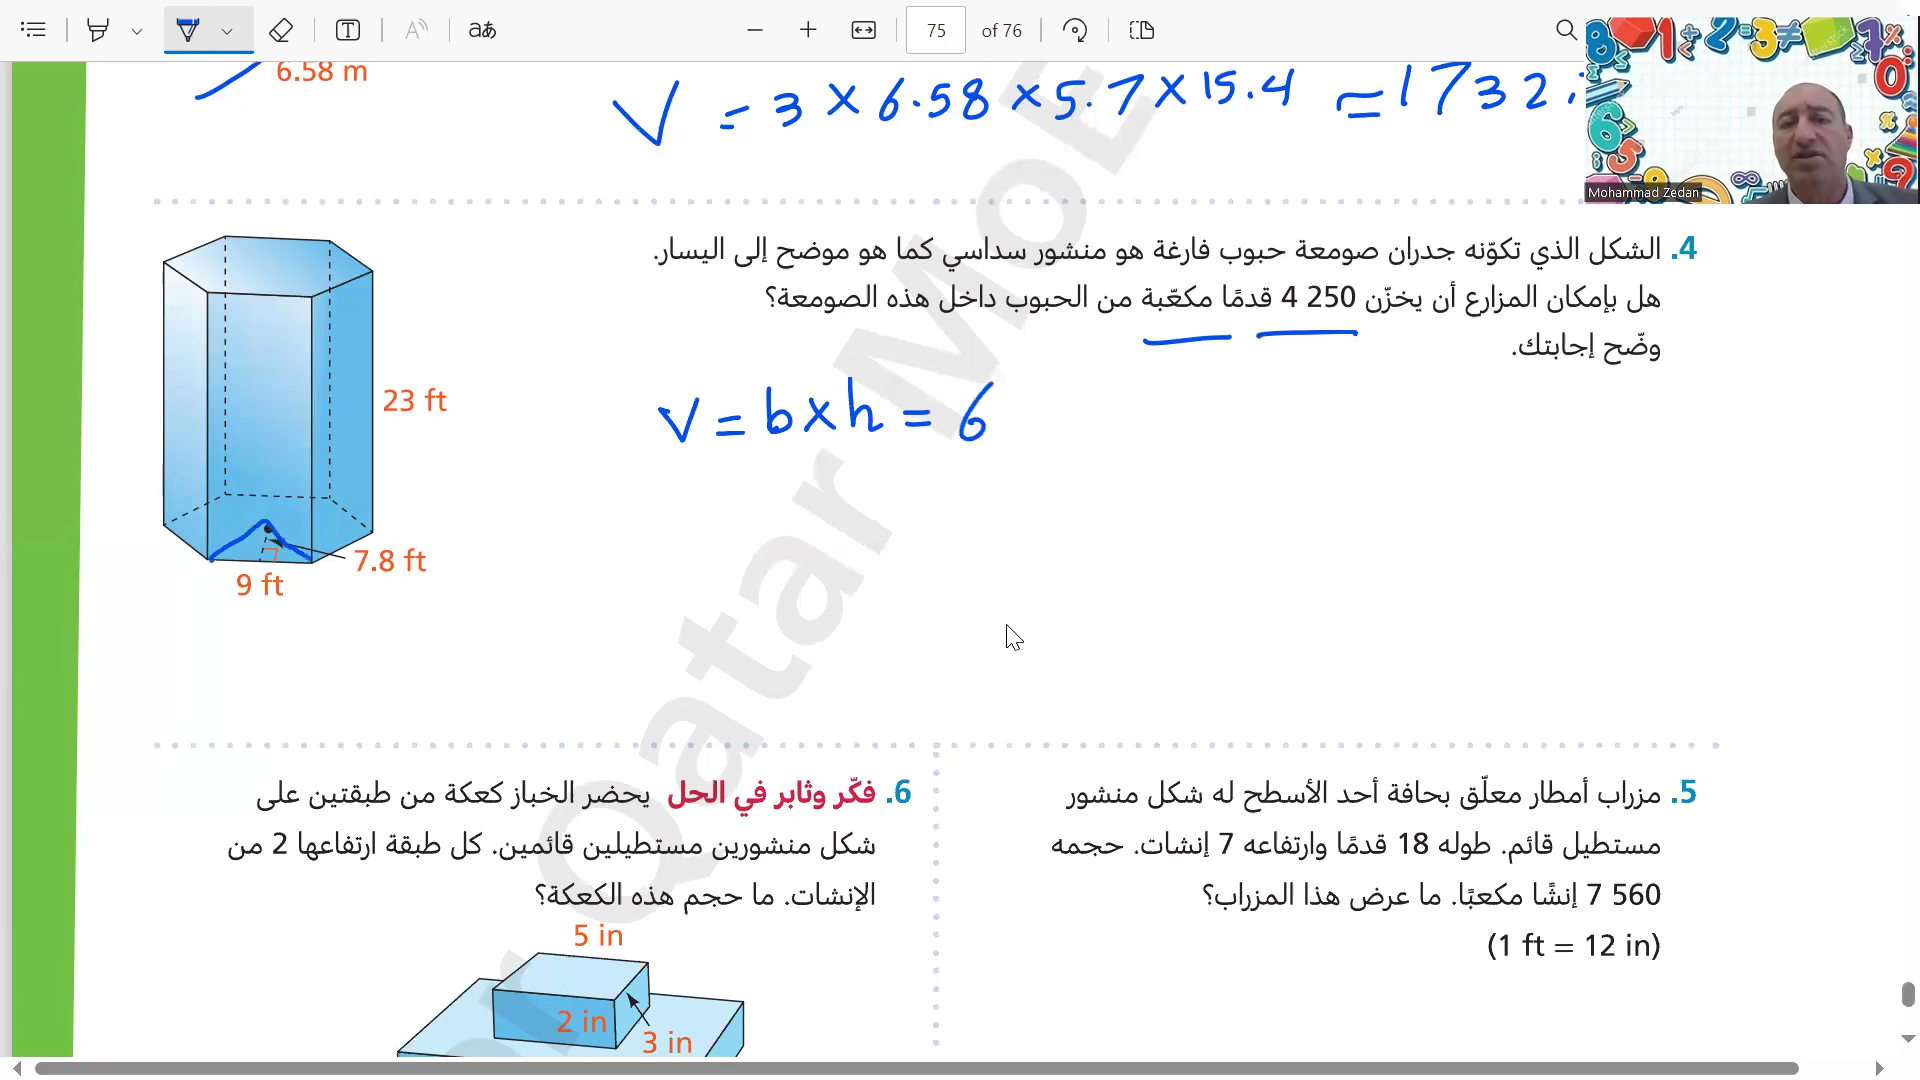 75 of 76
6.58 m
V = 3 × 6.58 × 5.7 × 15.4 ≈ 1732
Mohammad Zedan
4. الشكل الذي تكوّنه جدران صومعة حبوب فارغة هو منشور سداسي كما هو موضح إلى اليسار.
هل بإمكان المزارع أن يخزّن 250 4 قدمًا مكعّبة من الحبوب داخل هذه الصومعة؟
وضّح إجابتك.
V = b × h = 6
23 ft
7.8 ft
9 ft
5. مزراب أمطار معلّق بحافة أحد الأسطح له شكل منشور
مستطيل قائم. طوله 18 قدمًا وارتفاعه 7 إنشات. حجمه
560 7 إنشًا مكعبًا. ما عرض هذا المزراب؟
(1 ft = 12 in)
6. فكّر وثابر في الحل يحضر الخباز كعكة من طبقتين على
شكل منشورين مستطيلين قائمين. كل طبقة ارتفاعها 2 من
الإنشات. ما حجم هذه الكعكة؟
5 in
2 in
3 in
Qatar MoE